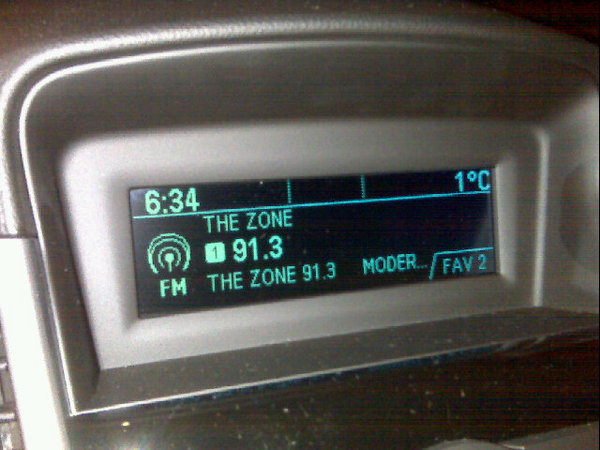 6:34 1°C
THE ZONE
1 91.3
FM THE ZONE 91.3 MODER... FAV 2